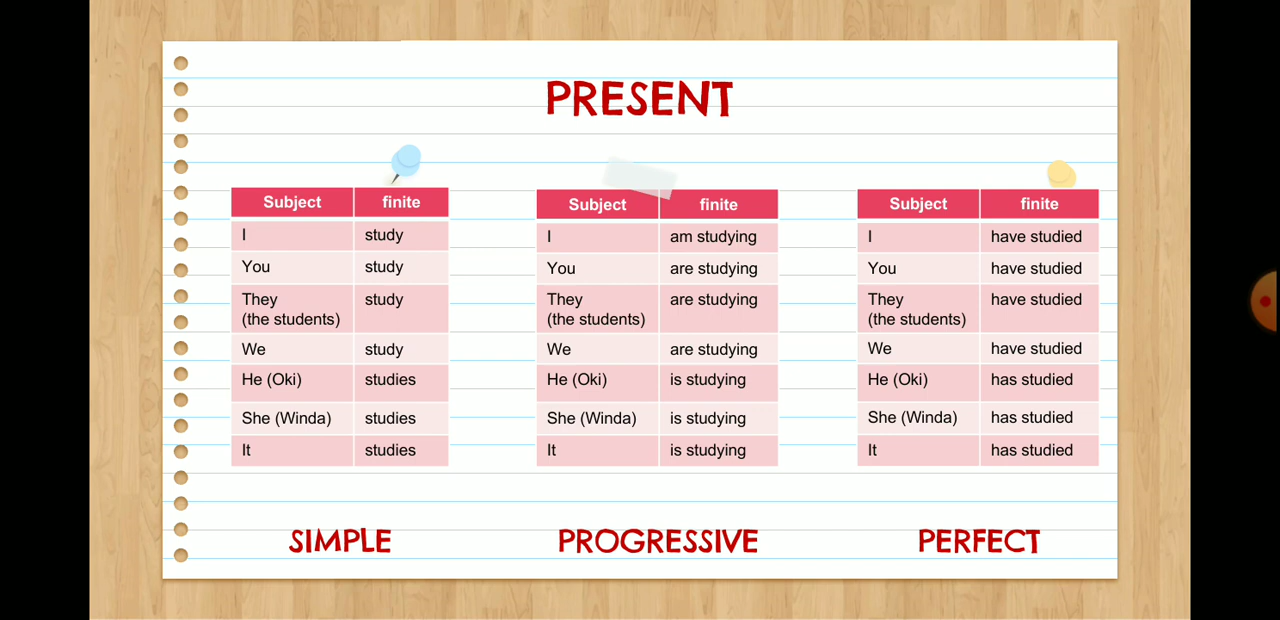 PRESENT
Subject finite
I study
You study
They study
(the students)
We study
He (Oki) studies
She (Winda) studies
It studies
SIMPLE
Subject finite
I am studying
You are studying
They are studying
(the students)
We are studying
He (Oki) is studying
She (Winda) is studying
It is studying
PROGRESSIVE
Subject finite
I have studied
You have studied
They have studied
(the students)
We have studied
He (Oki) has studied
She (Winda) has studied
It has studied
PERFECT